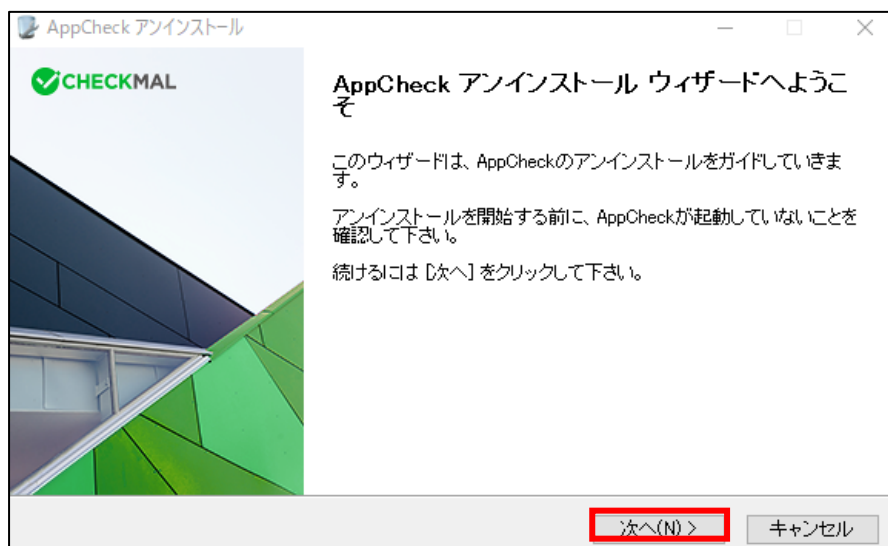 AppCheck アンインストール
CHECKMAL
AppCheck アンインストール ウィザードへようこ
そ
このウィザードは、AppCheckのアンインストールをガイドしていきま
す。
アンインストールを開始する前に、AppCheckが起動していないことを
確認して下さい。
続けるには [次へ] をクリックして下さい。
次へ(N) >
キャンセル